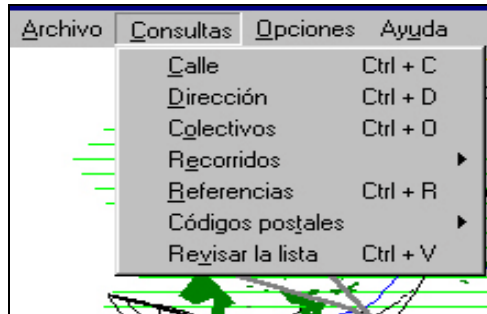 Archivo Consultas Opciones Ayuda
Calle Ctrl + C
Dirección Ctrl + D
Colectivos Ctrl + O
Recorridos
Referencias Ctrl + R
Códigos postales
Revisar la lista Ctrl + V